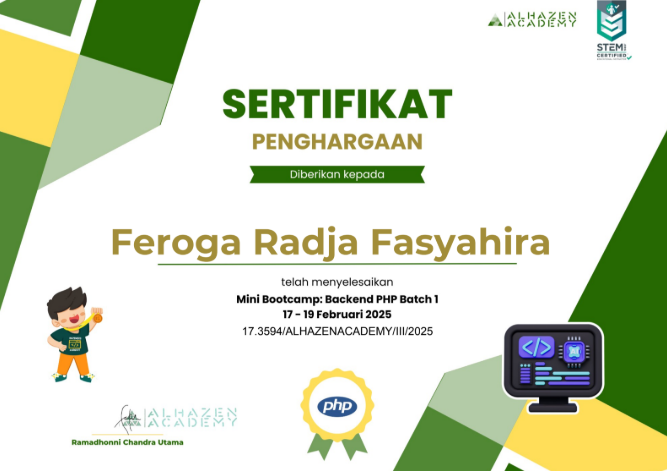 ALHAZEN
ACADEMY
STEM
CERTIFIED
SERTIFIKAT
PENGHARGAAN
Diberikan kepada
Feroga Radja Fasyahira
telah menyelesaikan
Mini Bootcamp: Backend PHP Batch 1
17 - 19 Februari 2025
17.3594/ALHAZENACADEMY/III/2025
</>
php
ALHAZEN
ACADEMY
Ramadhonni Chandra Utama